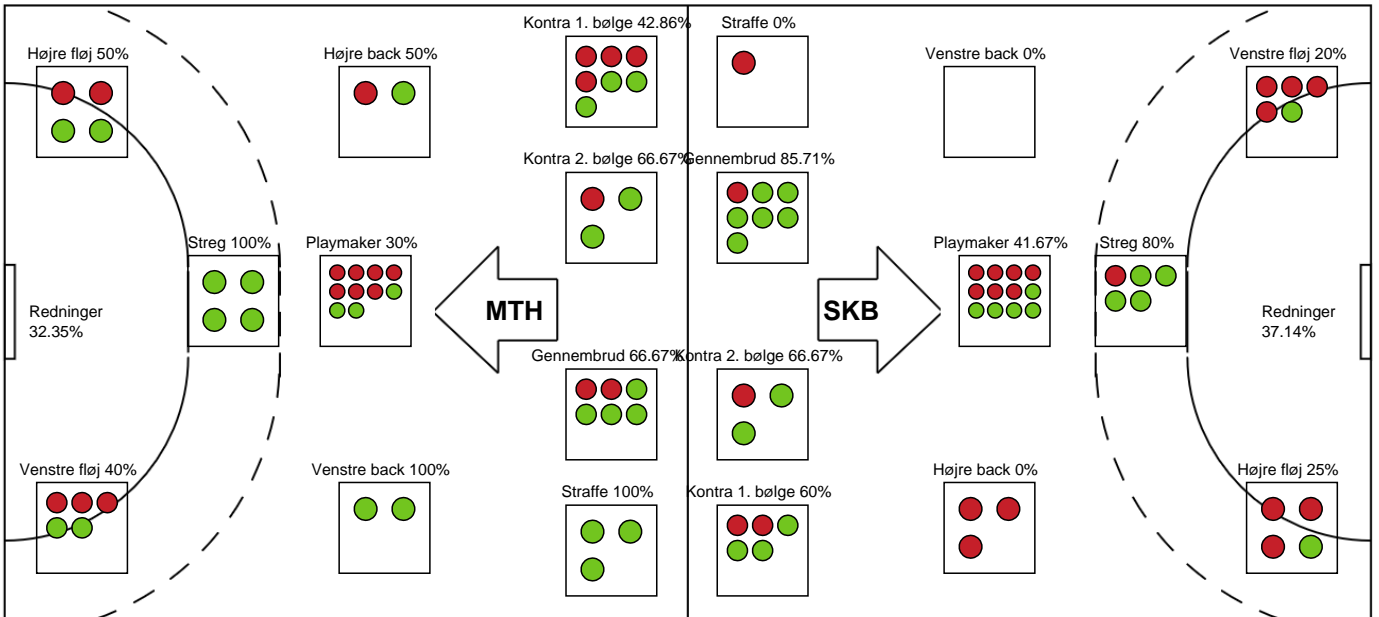 Kontra 1. bølge 42.86%
Straffe 0%
Højre fløj 50%
Højre back 50%
Venstre back 0%
Venstre fløj 20%
Kontra 2. bølge 66.67%
Gennembrud 85.71%
Streg 100%
Playmaker 30%
Playmaker 41.67%
Streg 80%
Redninger
32.35%
MTH
SKB
Redninger
37.14%
Gennembrud 66.67%
Kontra 2. bølge 66.67%
Venstre fløj 40%
Venstre back 100%
Straffe 100%
Kontra 1. bølge 60%
Højre back 0%
Højre fløj 25%